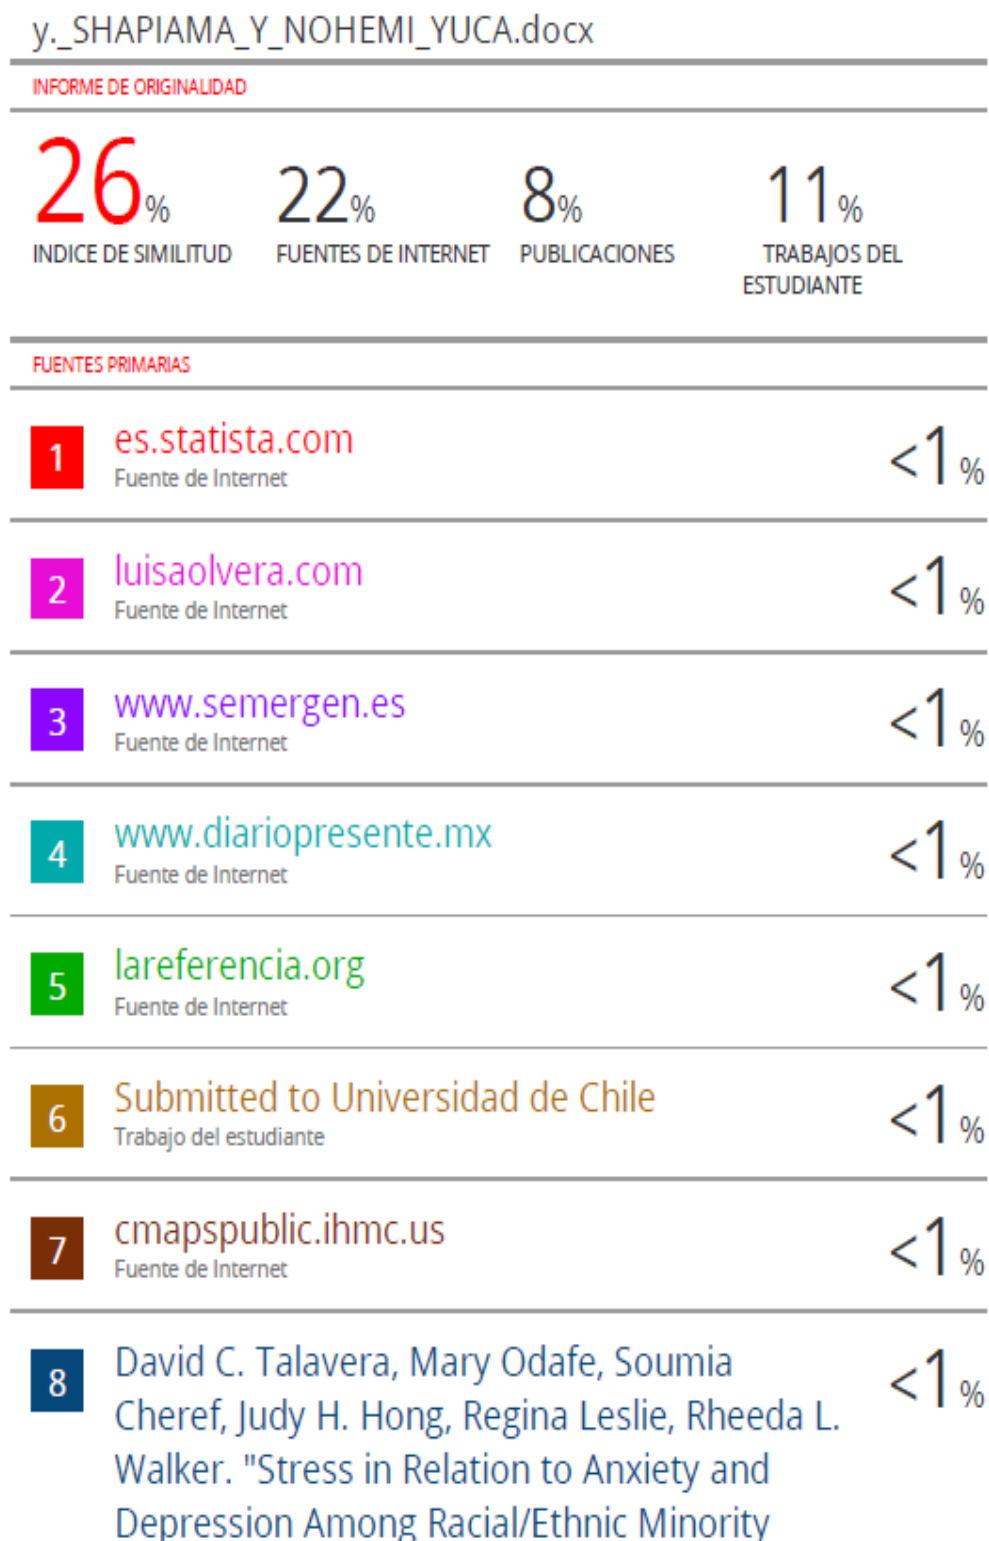 y._SHAPIAMA_Y_NOHEMI_YUCA.docx
INFORME DE ORIGINALIDAD
26% 22% 8% 11%
INDICE DE SIMILITUD FUENTES DE INTERNET PUBLICACIONES TRABAJOS DEL
ESTUDIANTE
FUENTES PRIMARIAS
1 es.statista.com <1%
Fuente de Internet
2 luisaolvera.com <1%
Fuente de Internet
3 www.semergen.es <1%
Fuente de Internet
4 www.diariopresente.mx <1%
Fuente de Internet
5 lareferencia.org <1%
Fuente de Internet
6 Submitted to Universidad de Chile <1%
Trabajo del estudiante
7 cmapspublic.ihmc.us <1%
Fuente de Internet
8 David C. Talavera, Mary Odafe, Soumia <1%
Cheref, Judy H. Hong, Regina Leslie, Rheeda L.
Walker. "Stress in Relation to Anxiety and
Depression Among Racial/Ethnic Minority